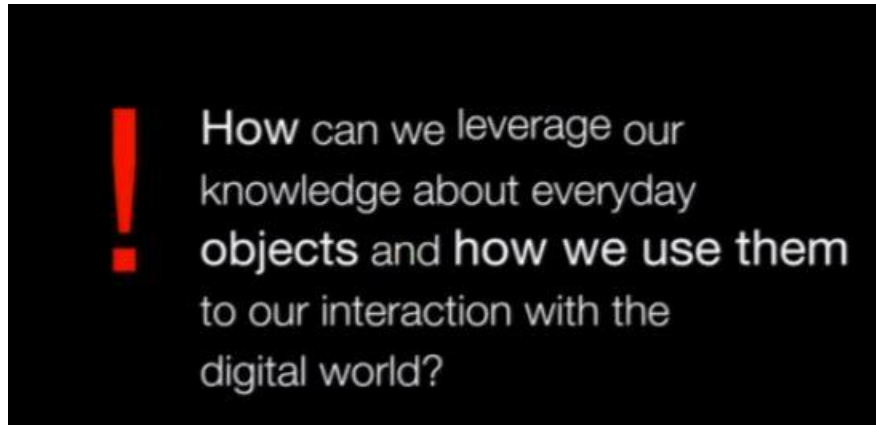 ! How can we leverage our
knowledge about everyday
objects and how we use them
to our interaction with the
digital world?